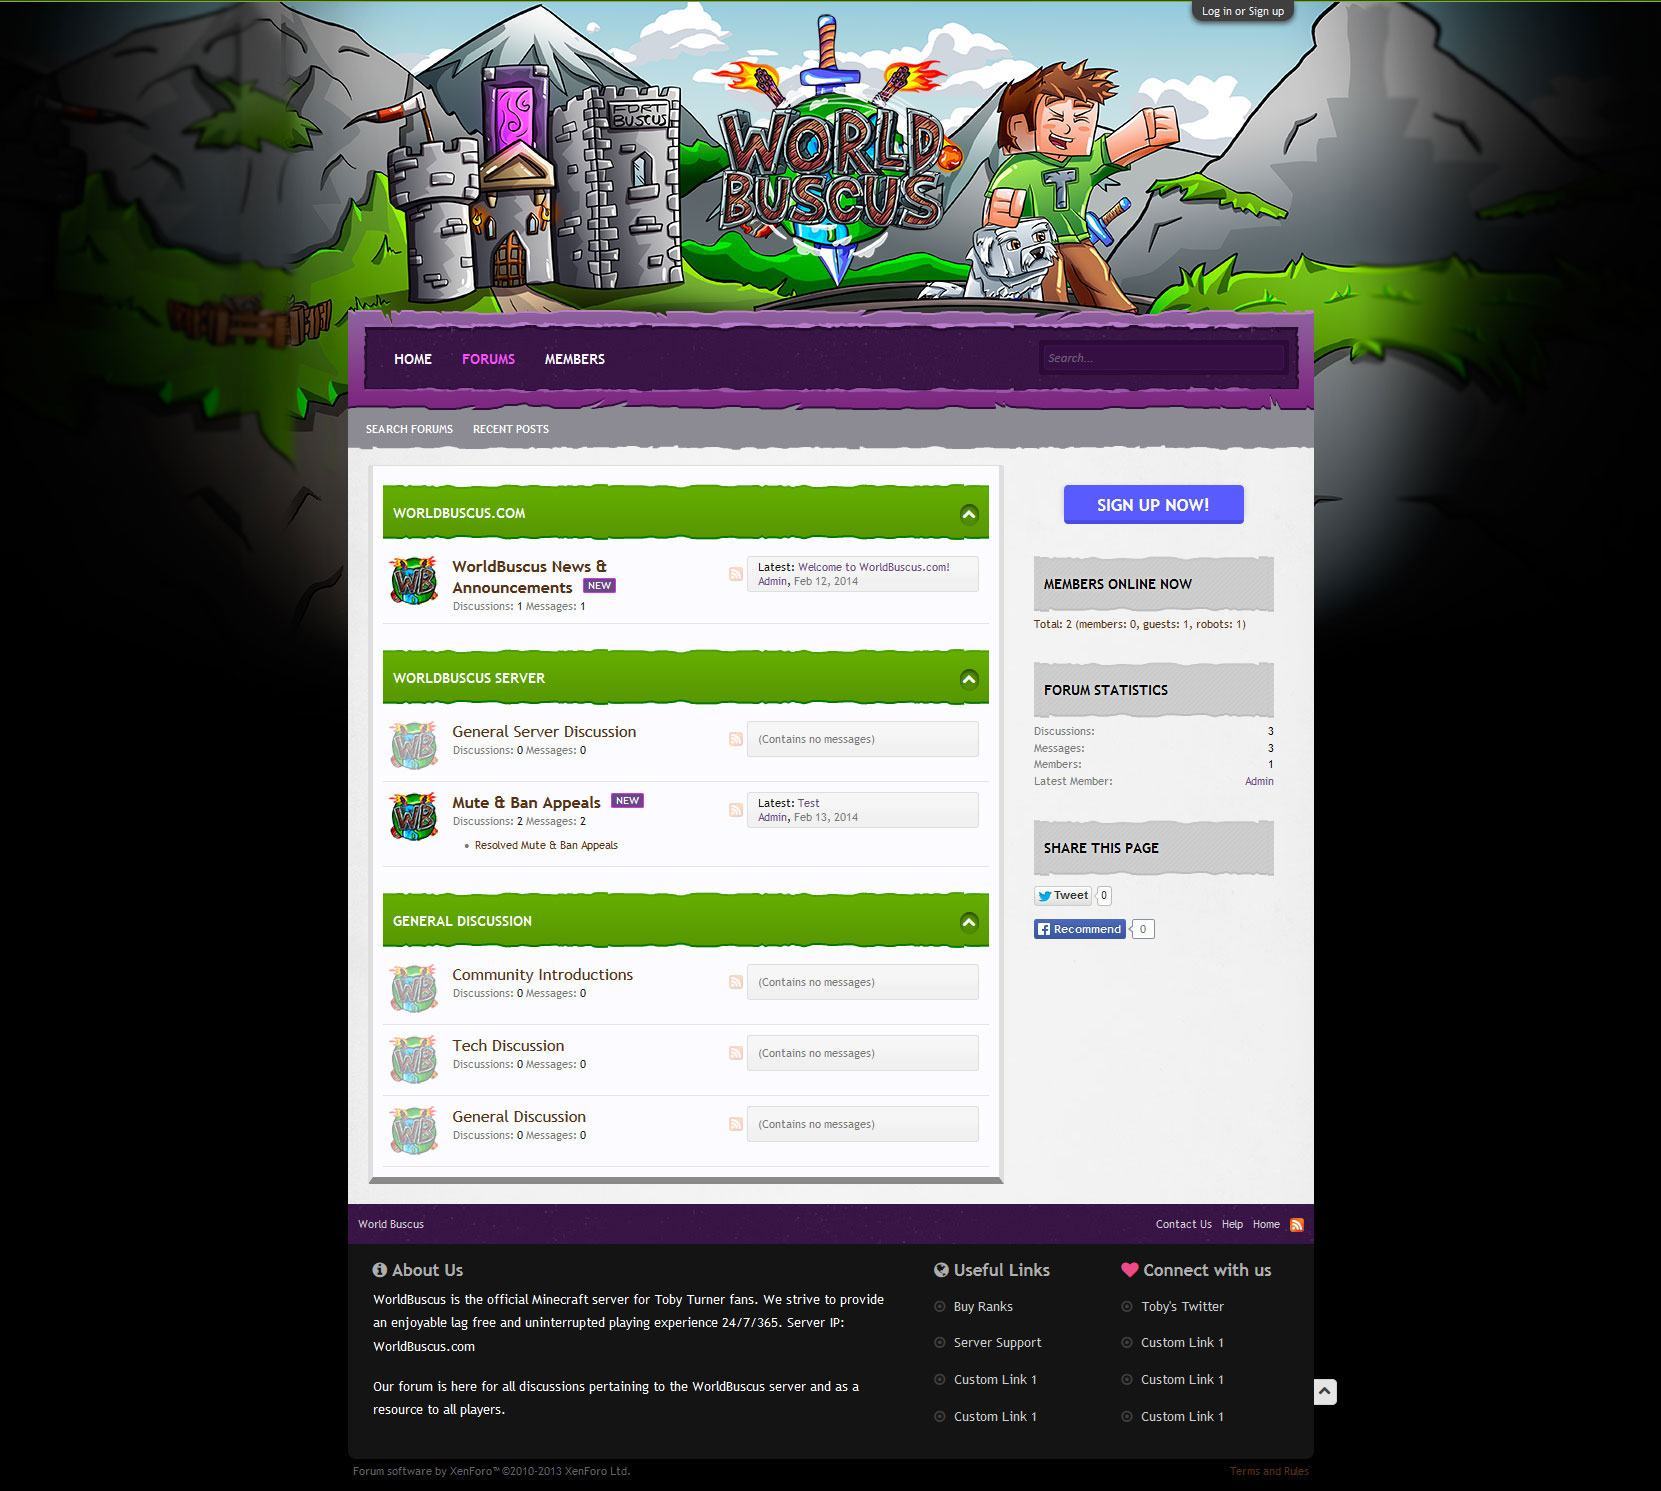 Log in or Sign up
FORT
BUSCUS
WORLD
BUSCUS
T
HOME FORUMS MEMBERS Search...
SEARCH FORUMS RECENT POSTS
WORLDBUSCUS.COM
WB
WorldBuscus News &
Announcements NEW
Discussions: 1 Messages: 1
Latest: Welcome to WorldBuscus.com!
Admin, Feb 12, 2014
WORLDBUSCUS SERVER
WB
General Server Discussion
Discussions: 0 Messages: 0
(Contains no messages)
WB
Mute & Ban Appeals NEW
Discussions: 2 Messages: 2
Resolved Mute & Ban Appeals
Latest: Test
Admin, Feb 13, 2014
GENERAL DISCUSSION
WB
Community Introductions
Discussions: 0 Messages: 0
(Contains no messages)
WB
Tech Discussion
Discussions: 0 Messages: 0
(Contains no messages)
WB
General Discussion
Discussions: 0 Messages: 0
(Contains no messages)
SIGN UP NOW!
MEMBERS ONLINE NOW
Total: 2 (members: 0, guests: 1, robots: 1)
FORUM STATISTICS
Discussions: 3
Messages: 3
Members: 1
Latest Member: Admin
SHARE THIS PAGE
Tweet 0
Recommend 0
World Buscus
Contact Us Help Home
About Us
WorldBuscus is the official Minecraft server for Toby Turner fans. We strive to provide
an enjoyable lag free and uninterrupted playing experience 24/7/365. Server IP:
WorldBuscus.com
Our forum is here for all discussions pertaining to the WorldBuscus server and as a
resource to all players.
Useful Links
Buy Ranks
Server Support
Custom Link 1
Custom Link 1
Connect with us
Toby's Twitter
Custom Link 1
Custom Link 1
Custom Link 1
Forum software by XenForo™ ©2010-2013 XenForo Ltd.
Terms and Rules